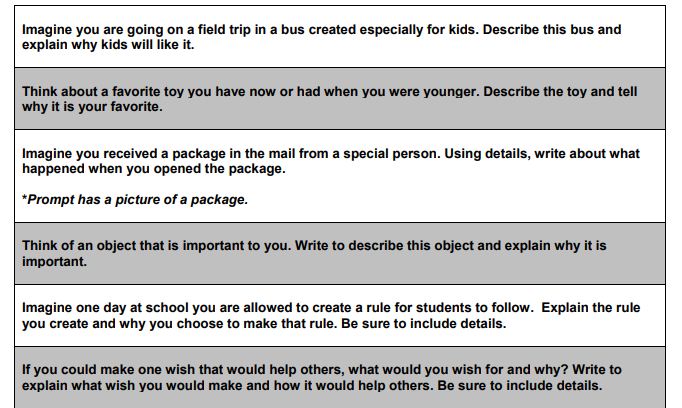 Imagine you are going on a field trip in a bus created especially for kids. Describe this bus and
explain why kids will like it.
Think about a favorite toy you have now or had when you were younger. Describe the toy and tell
why it is your favorite.
Imagine you received a package in the mail from a special person. Using details, write about what
happened when you opened the package.
*Prompt has a picture of a package.
Think of an object that is important to you. Write to describe this object and explain why it is
important.
Imagine one day at school you are allowed to create a rule for students to follow.  Explain the rule
you create and why you choose to make that rule. Be sure to include details.
If you could make one wish that would help others, what would you wish for and why? Write to
explain what wish you would make and how it would help others. Be sure to include details.